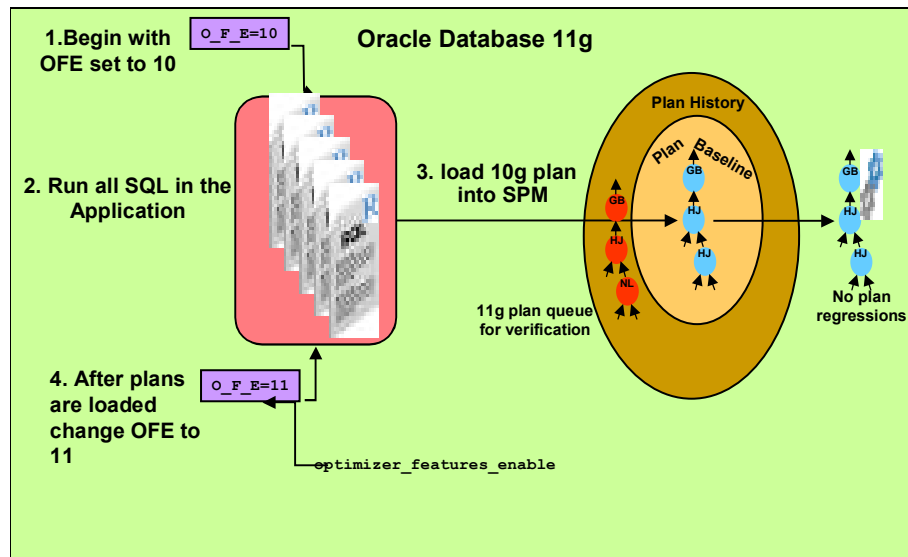 Oracle Database 11g
1.Begin with
OFE set to 10
O_F_E=10
2. Run all SQL in the
Application
3. load 10g plan
into SPM
Plan History
Plan Baseline
GB
HJ
HJ
GB
HJ
NL
11g plan queue
for verification
GB
HJ
HJ
No plan
regressions
4. After plans
are loaded
change OFE to
11
O_F_E=11
optimizer_features_enable